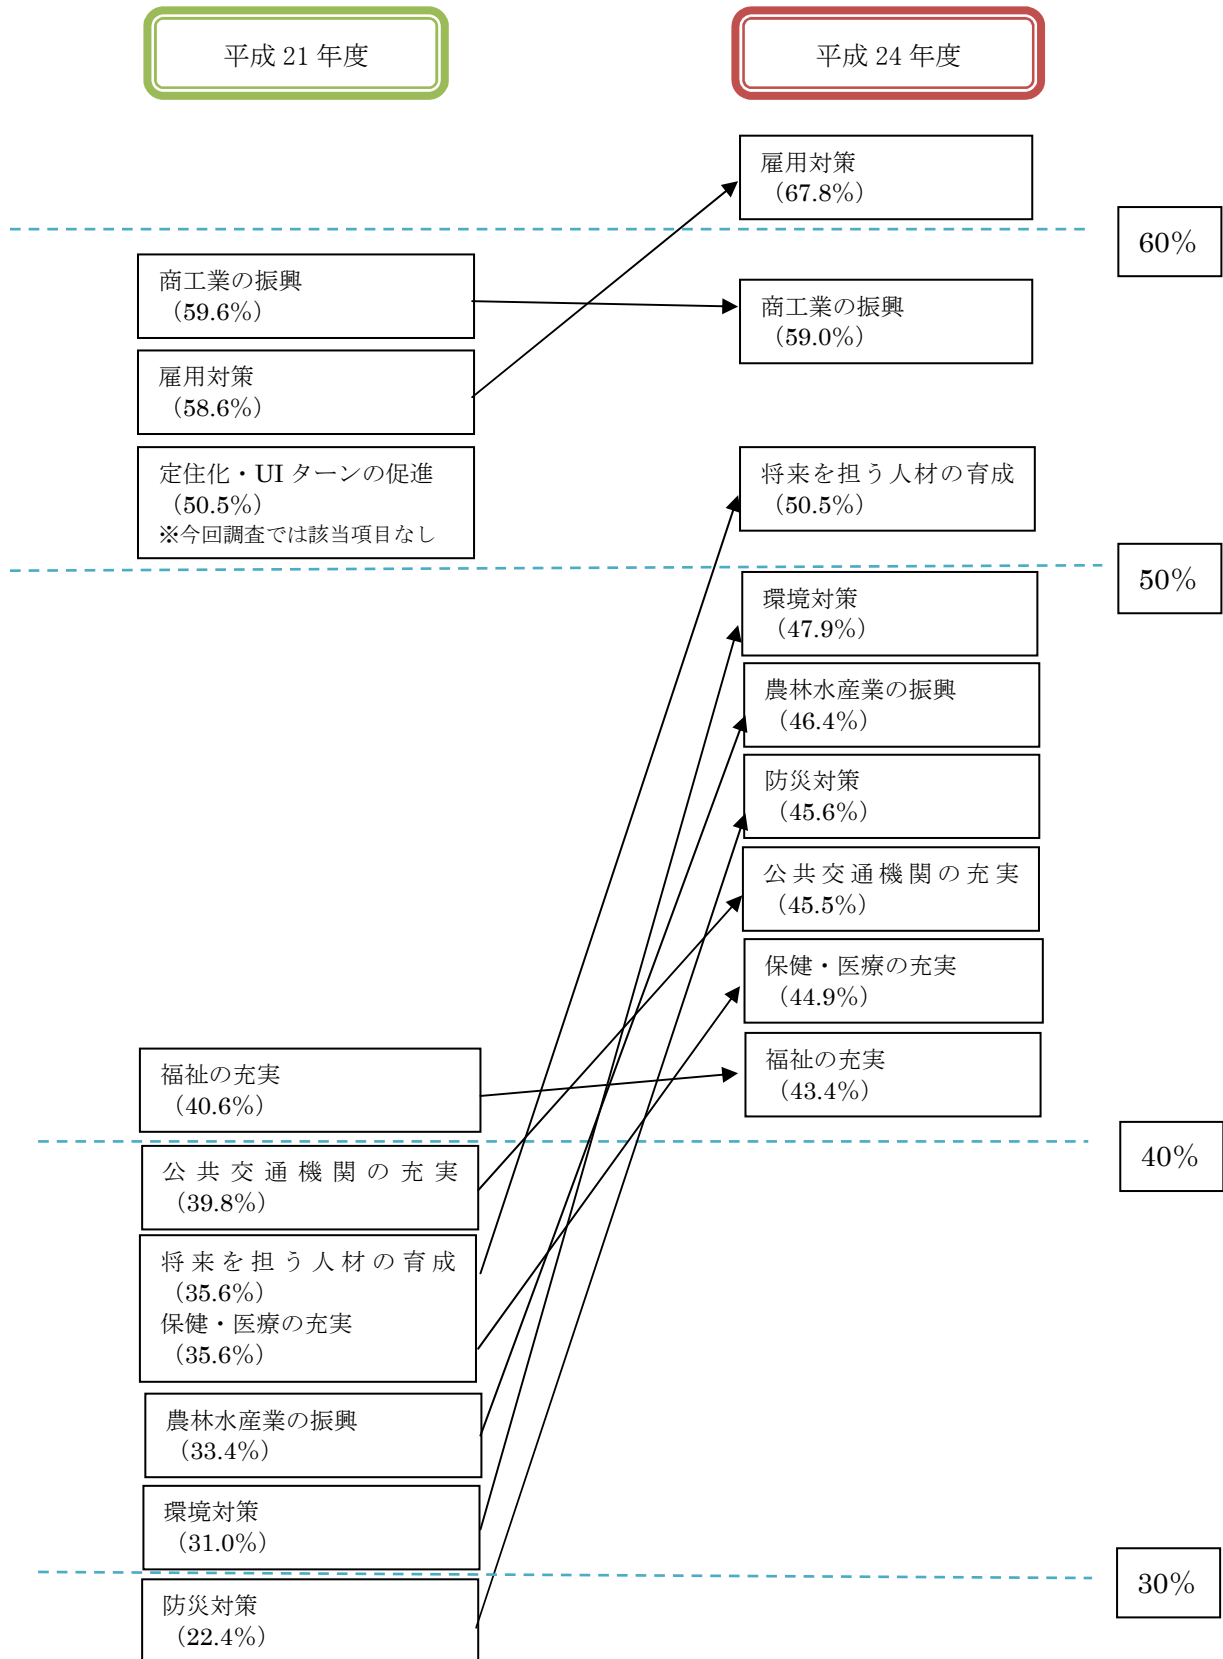 平成 21 年度
平成 24 年度
雇用対策
（67.8％）
60％
商工業の振興
（59.6％）
商工業の振興
（59.0％）
雇用対策
（58.6％）
定住化・UI ターンの促進
（50.5％）
※今回調査では該当項目なし
将来を担う人材の育成
（50.5％）
50％
環境対策
（47.9％）
農林水産業の振興
（46.4％）
防災対策
（45.6％）
公共交通機関の充実
（45.5％）
保健・医療の充実
（44.9％）
福祉の充実
（43.4％）
福祉の充実
（40.6％）
40％
公共交通機関の充実
（39.8％）
将来を担う人材の育成
（35.6％）
保健・医療の充実
（35.6％）
農林水産業の振興
（33.4％）
環境対策
（31.0％）
30％
防災対策
（22.4％）